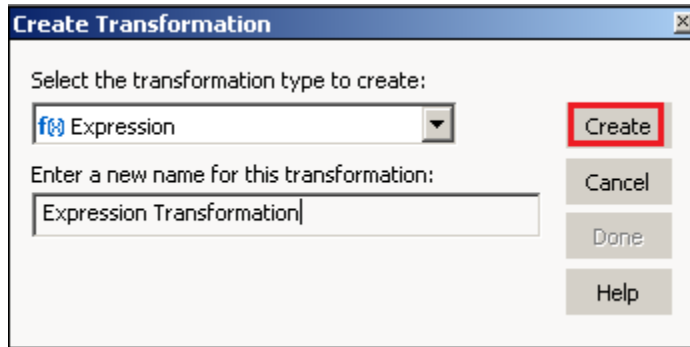 Create Transformation
Select the transformation type to create:
f(x) Expression
Create
Enter a new name for this transformation:
Cancel
Expression Transformation
Done
Help